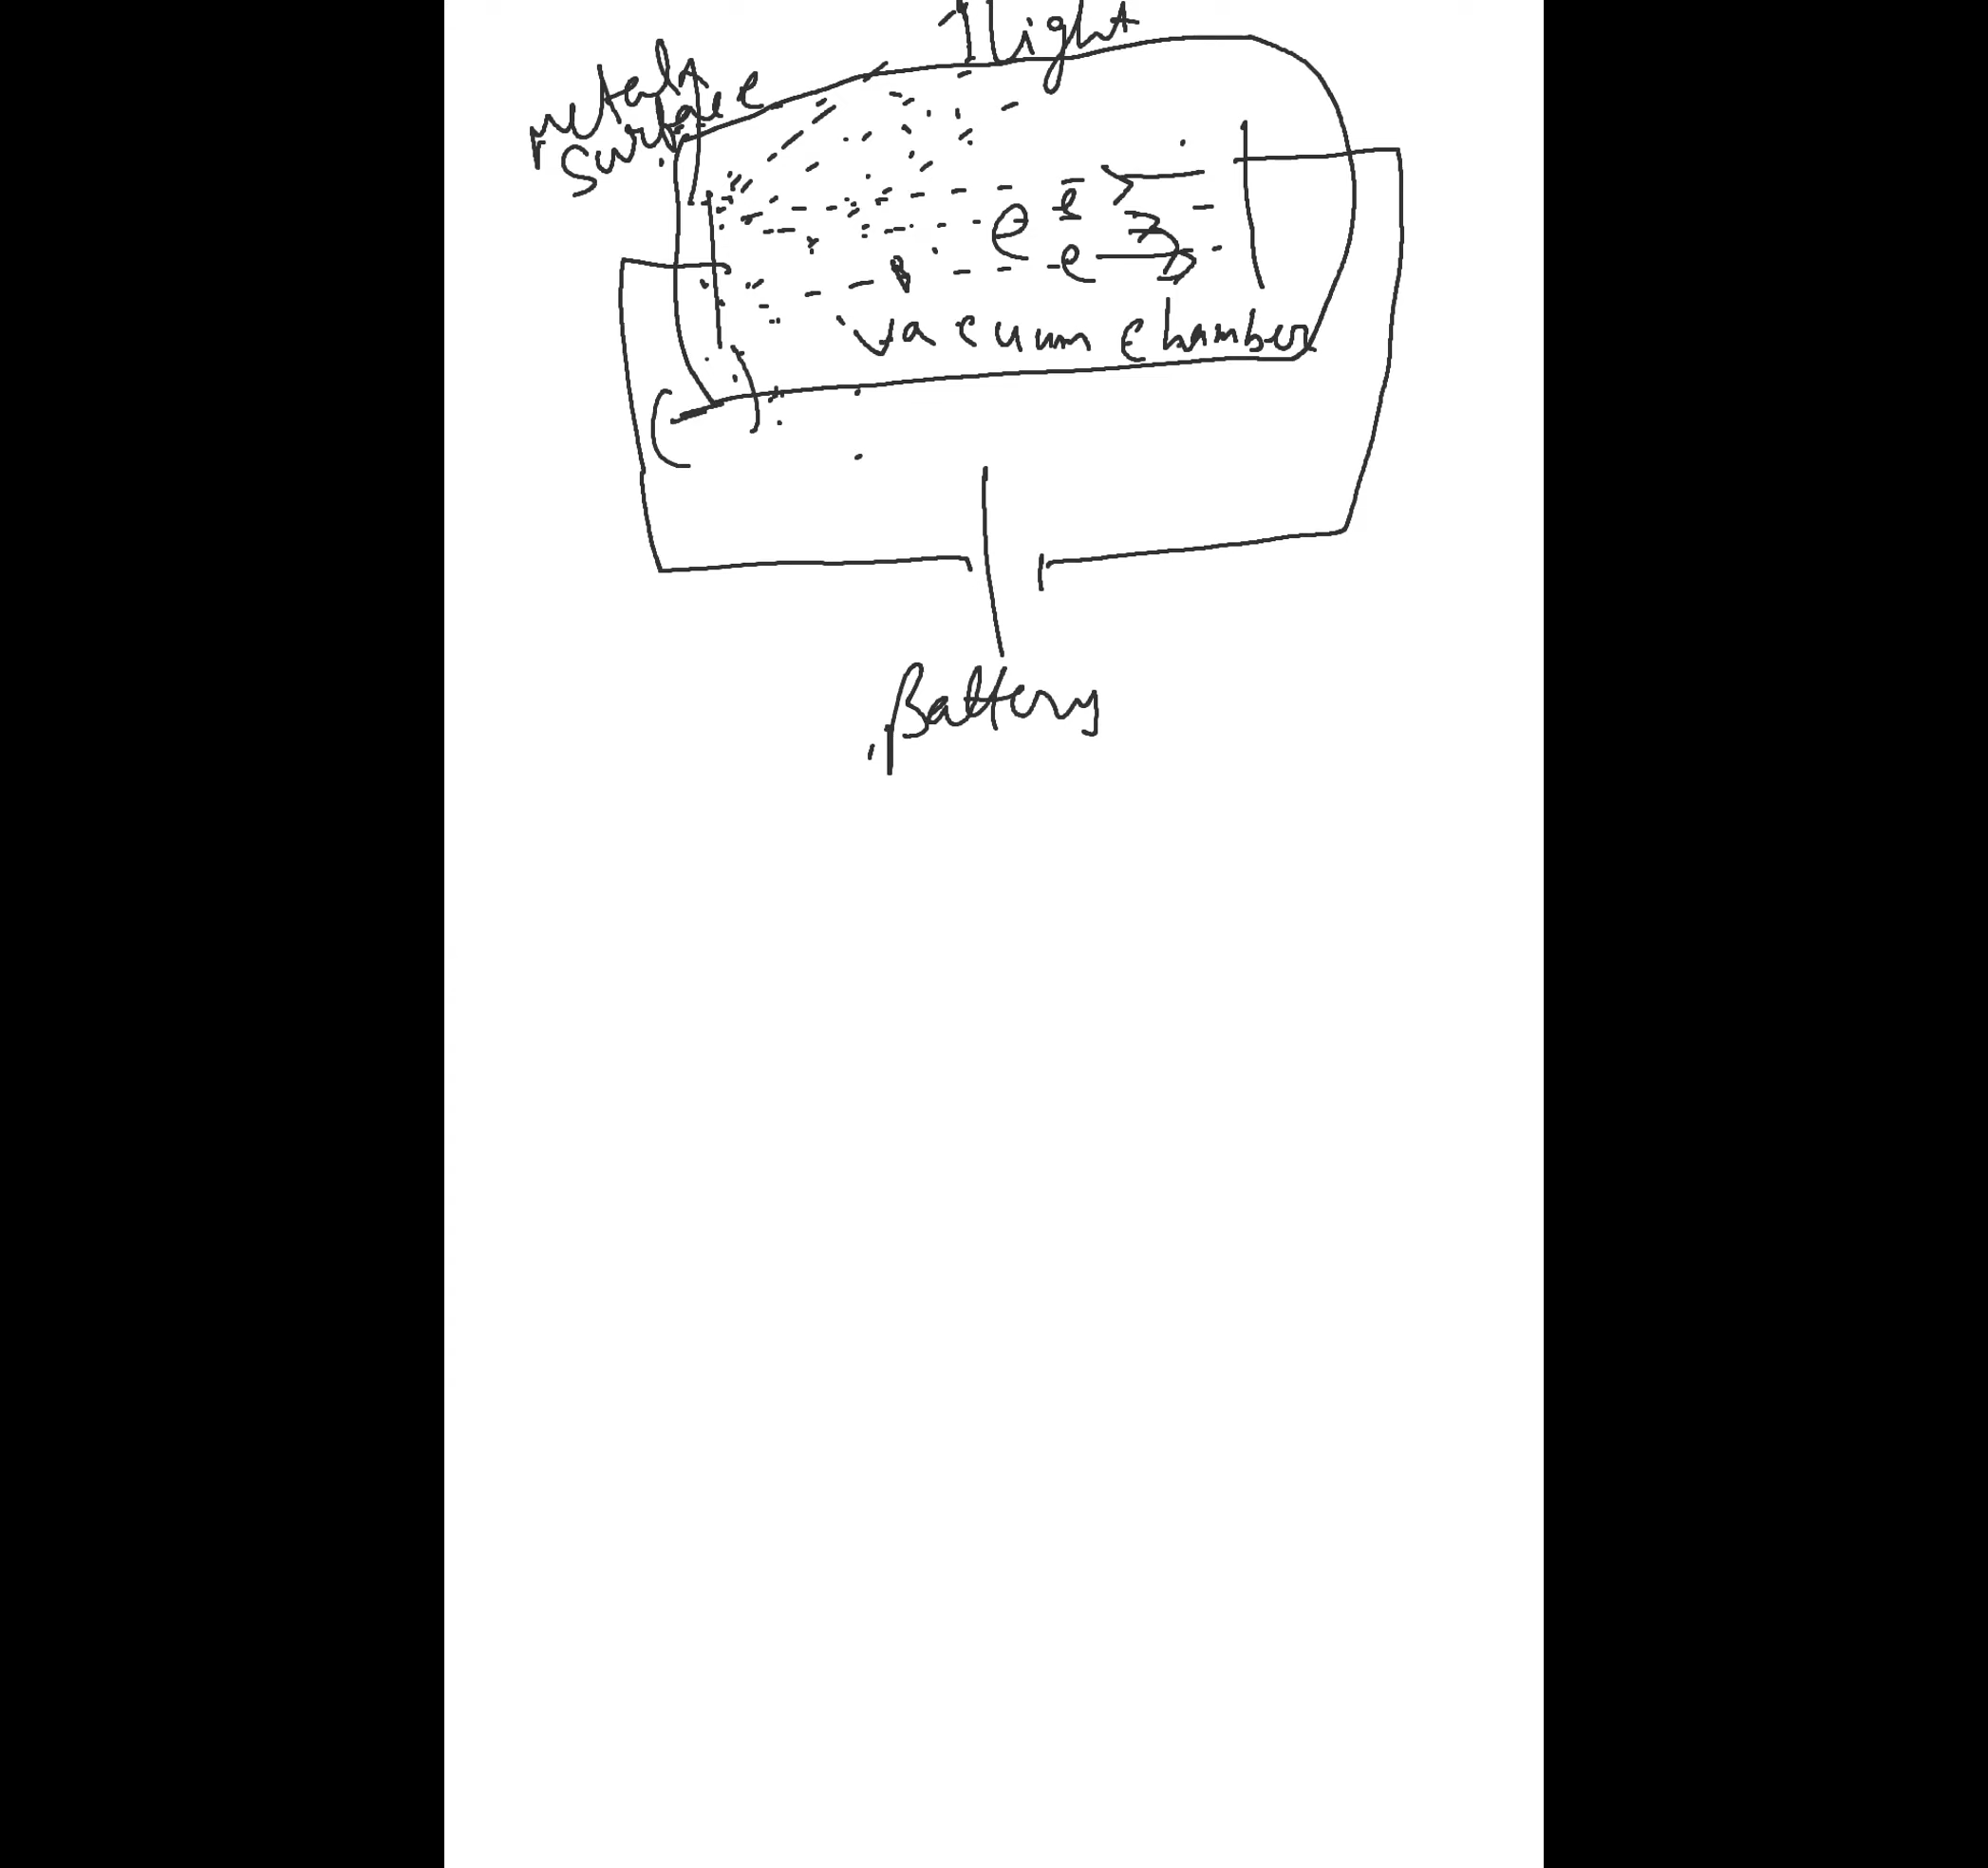 light
metal
surface
e e
e
vacuum chamber
Battery